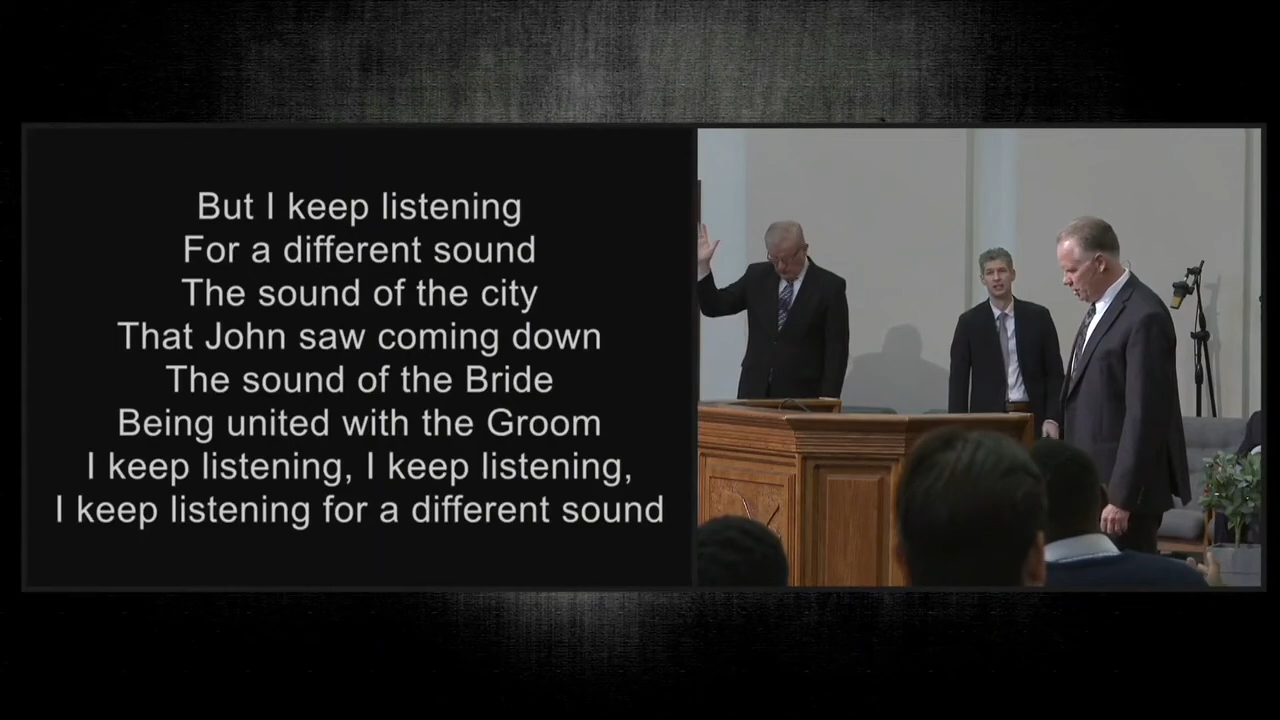 But I keep listening
For a different sound
The sound of the city
That John saw coming down
The sound of the Bride
Being united with the Groom
I keep listening, I keep listening,
I keep listening for a different sound